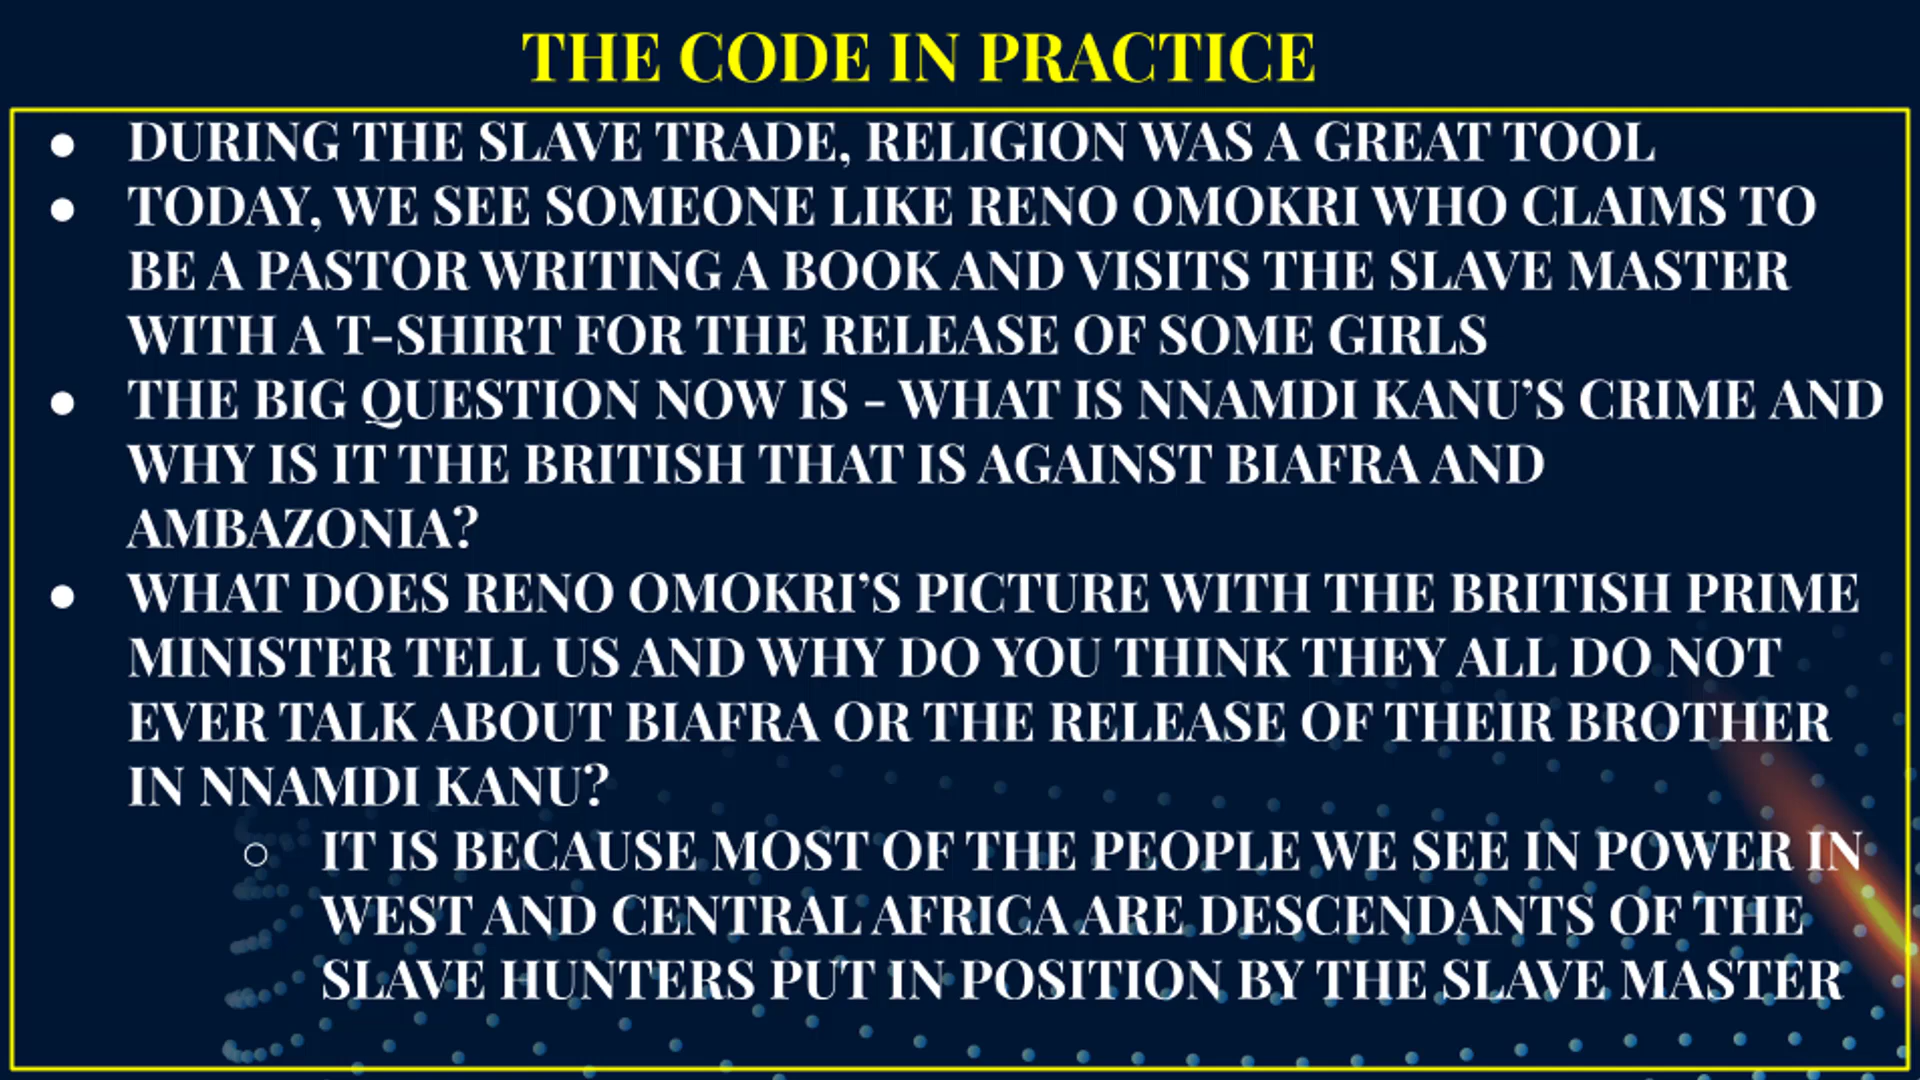 THE CODE IN PRACTICE
● DURING THE SLAVE TRADE, RELIGION WAS A GREAT TOOL
● TODAY, WE SEE SOMEONE LIKE RENO OMOKRI WHO CLAIMS TO
BE A PASTOR WRITING A BOOK AND VISITS THE SLAVE MASTER
WITH A T-SHIRT FOR THE RELEASE OF SOME GIRLS
● THE BIG QUESTION NOW IS - WHAT IS NNAMDI KANU’S CRIME AND
WHY IS IT THE BRITISH THAT IS AGAINST BIAFRA AND
AMBAZONIA?
● WHAT DOES RENO OMOKRI’S PICTURE WITH THE BRITISH PRIME
MINISTER TELL US AND WHY DO YOU THINK THEY ALL DO NOT
EVER TALK ABOUT BIAFRA OR THE RELEASE OF THEIR BROTHER
IN NNAMDI KANU?
○ IT IS BECAUSE MOST OF THE PEOPLE WE SEE IN POWER IN
WEST AND CENTRAL AFRICA ARE DESCENDANTS OF THE
SLAVE HUNTERS PUT IN POSITION BY THE SLAVE MASTER